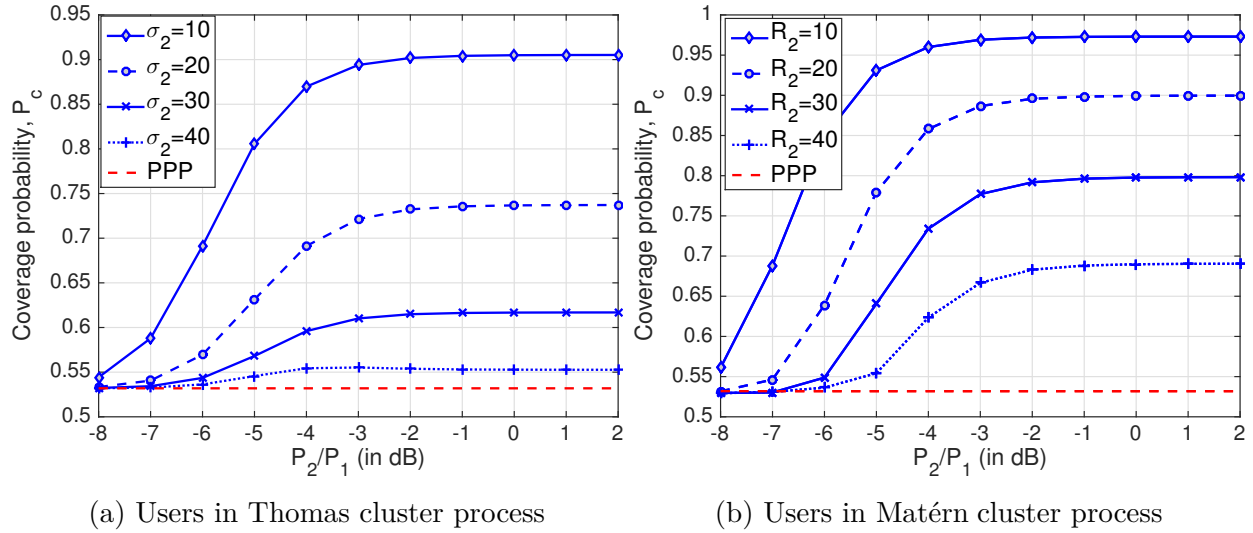 0.95
0.9
0.85
0.8
0.75
0.7
0.65
0.6
0.55
0.5
Coverage probability, P_c
σ_2=10
σ_2=20
σ_2=30
σ_2=40
PPP
-8 -7 -6 -5 -4 -3 -2 -1 0 1 2
P_2/P_1 (in dB)
(a) Users in Thomas cluster process
1
0.95
0.9
0.85
0.8
0.75
0.7
0.65
0.6
0.55
0.5
Coverage probability, P_c
R_2=10
R_2=20
R_2=30
R_2=40
PPP
-8 -7 -6 -5 -4 -3 -2 -1 0 1 2
P_2/P_1 (in dB)
(b) Users in Matérn cluster process